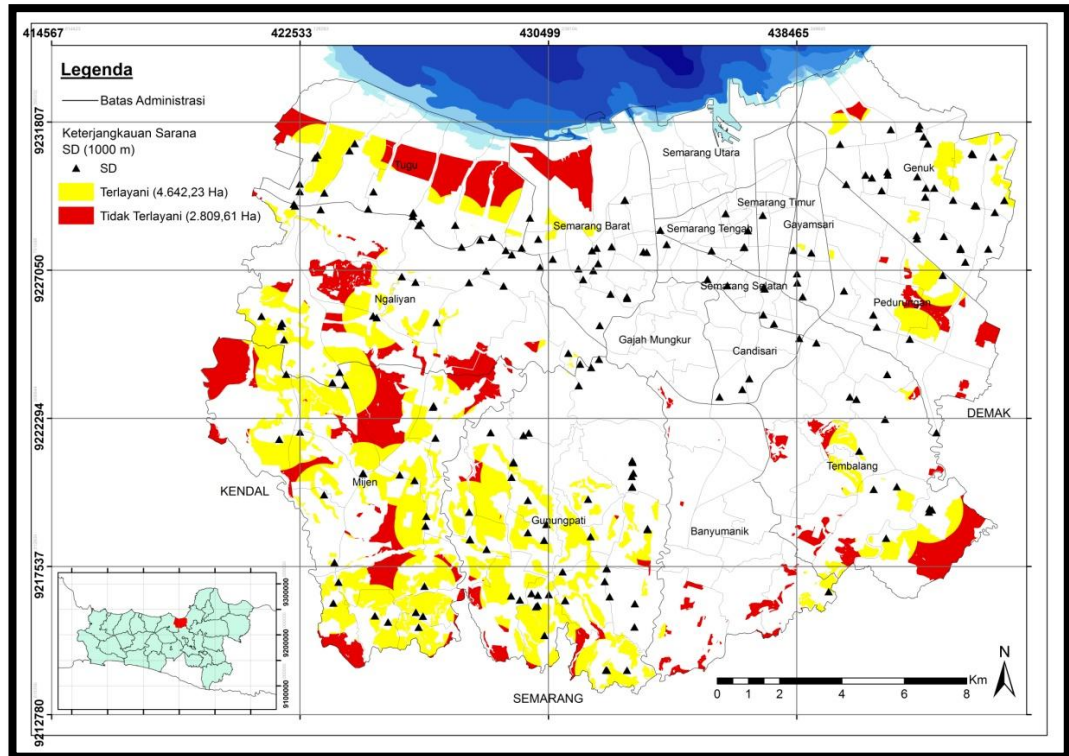 414567
422533
430499
438465
Legenda
Batas Administrasi
Keterjangkauan Sarana
SD (1000 m)
SD
Terlayani (4.642,23 Ha)
Tidak Terlayani (2.809,61 Ha)
9231807
9227050
9222294
9217537
9212780
Tugu
Semarang Utara
Genuk
Semarang Timur
Semarang Barat
Semarang Tengah
Gayamsari
Ngaliyan
Semarang Selatan
Pedurungan
Gajah Mungkur
Candisari
DEMAK
Tembalang
KENDAL
Mijen
Gunungpati
Banyumanik
SEMARANG
9300000
9200000
9100000
N
0 1 2 4 6 8
Km